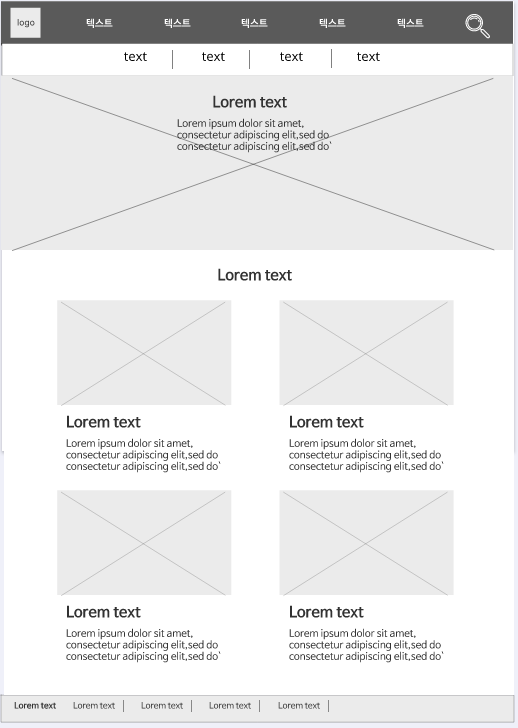 logo 텍스트 텍스트 텍스트 텍스트 텍스트
text text text text
Lorem text
Lorem ipsum dolor sit amet,
consectetur adipiscing elit,sed do
consectetur adipiscing elit,sed do`
Lorem text
Lorem text
Lorem ipsum dolor sit amet,
consectetur adipiscing elit,sed do
consectetur adipiscing elit,sed do`
Lorem text
Lorem ipsum dolor sit amet,
consectetur adipiscing elit,sed do
consectetur adipiscing elit,sed do`
Lorem text
Lorem ipsum dolor sit amet,
consectetur adipiscing elit,sed do
consectetur adipiscing elit,sed do`
Lorem text
Lorem ipsum dolor sit amet,
consectetur adipiscing elit,sed do
consectetur adipiscing elit,sed do`
Lorem text Lorem text Lorem text Lorem text Lorem text